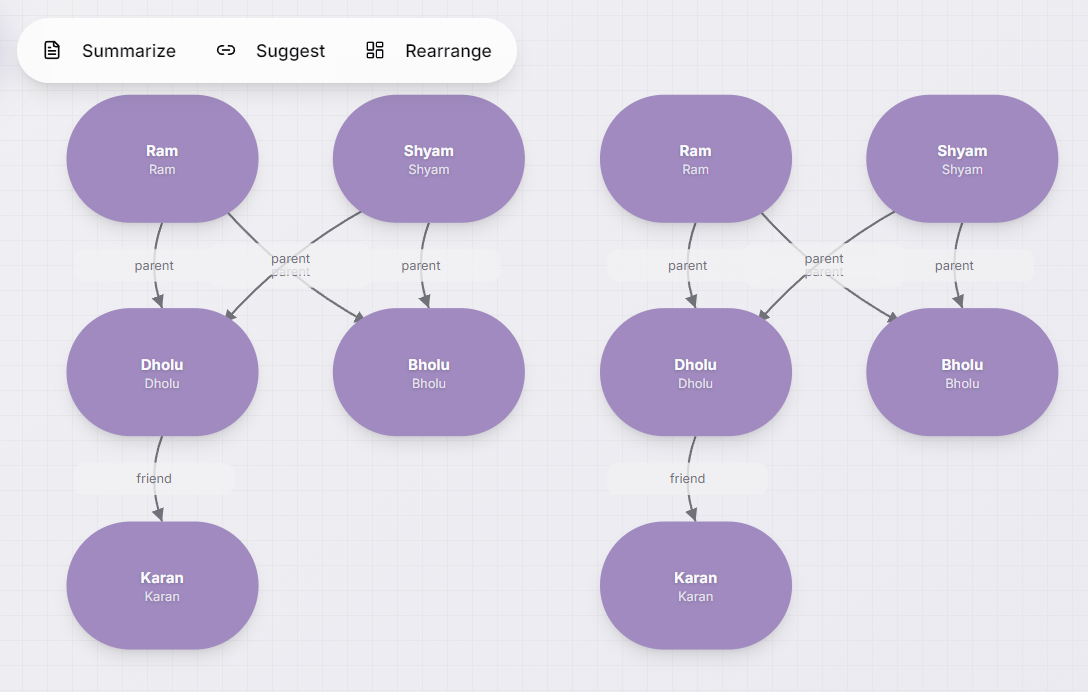 Summarize Suggest Rearrange
Ram Shyam Ram Shyam
Ram Shyam Ram Shyam
parent parent
parent parent parent parent
parent parent
Dholu Bholu Dholu Bholu
Dholu Bholu Dholu Bholu
friend friend
Karan Karan
Karan Karan